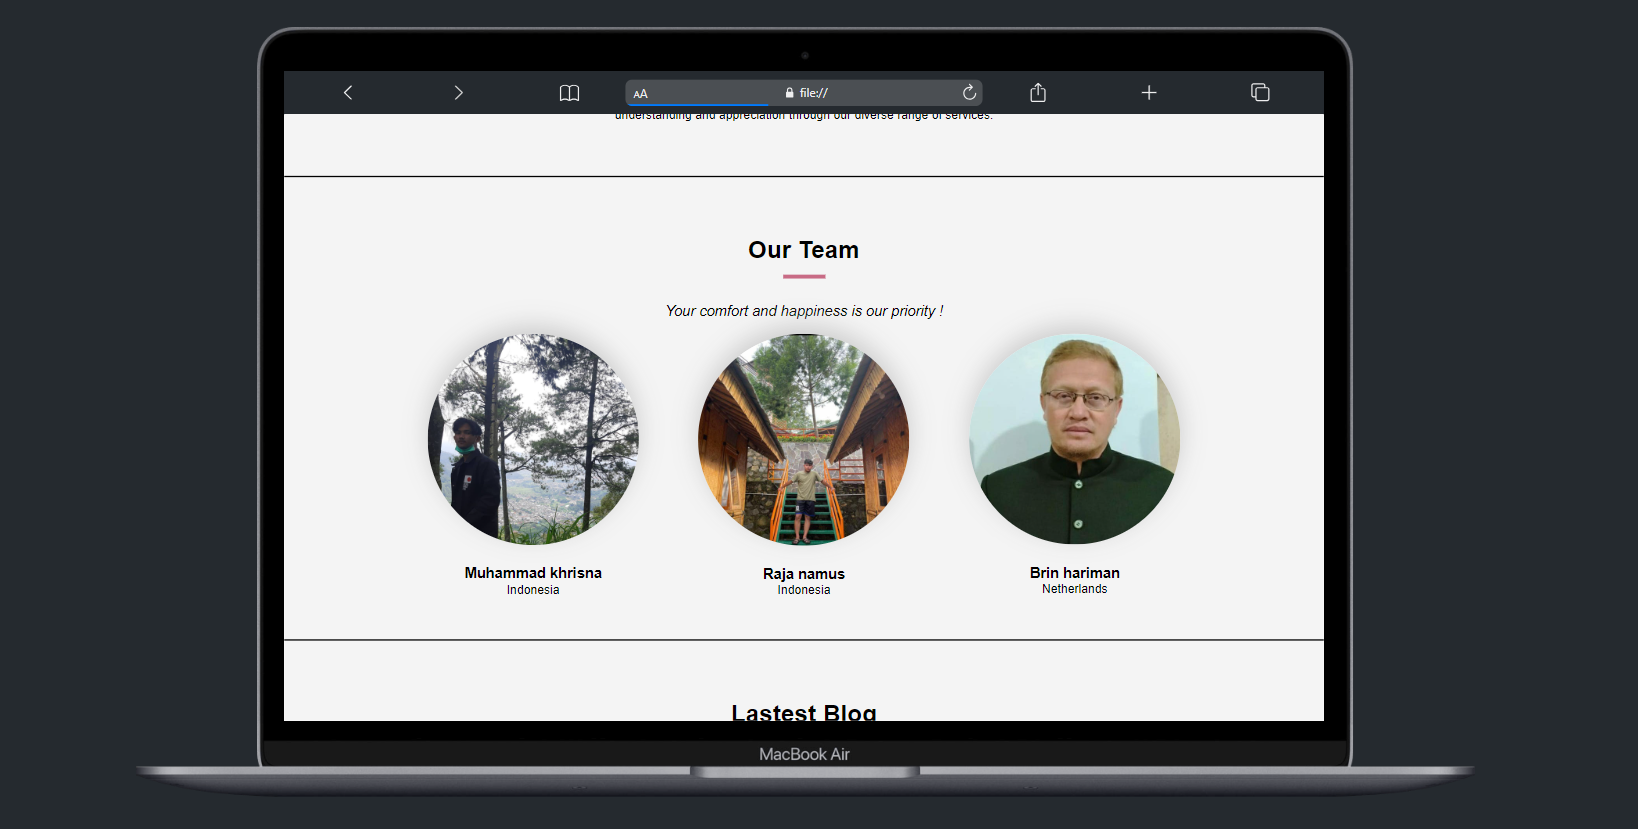 AA file://
understanding and appreciation through our diverse range of services.
Our Team
Your comfort and happiness is our priority !
Muhammad khrisna
Indonesia
Raja namus
Indonesia
Brin hariman
Netherlands
Lastest Blog
MacBook Air